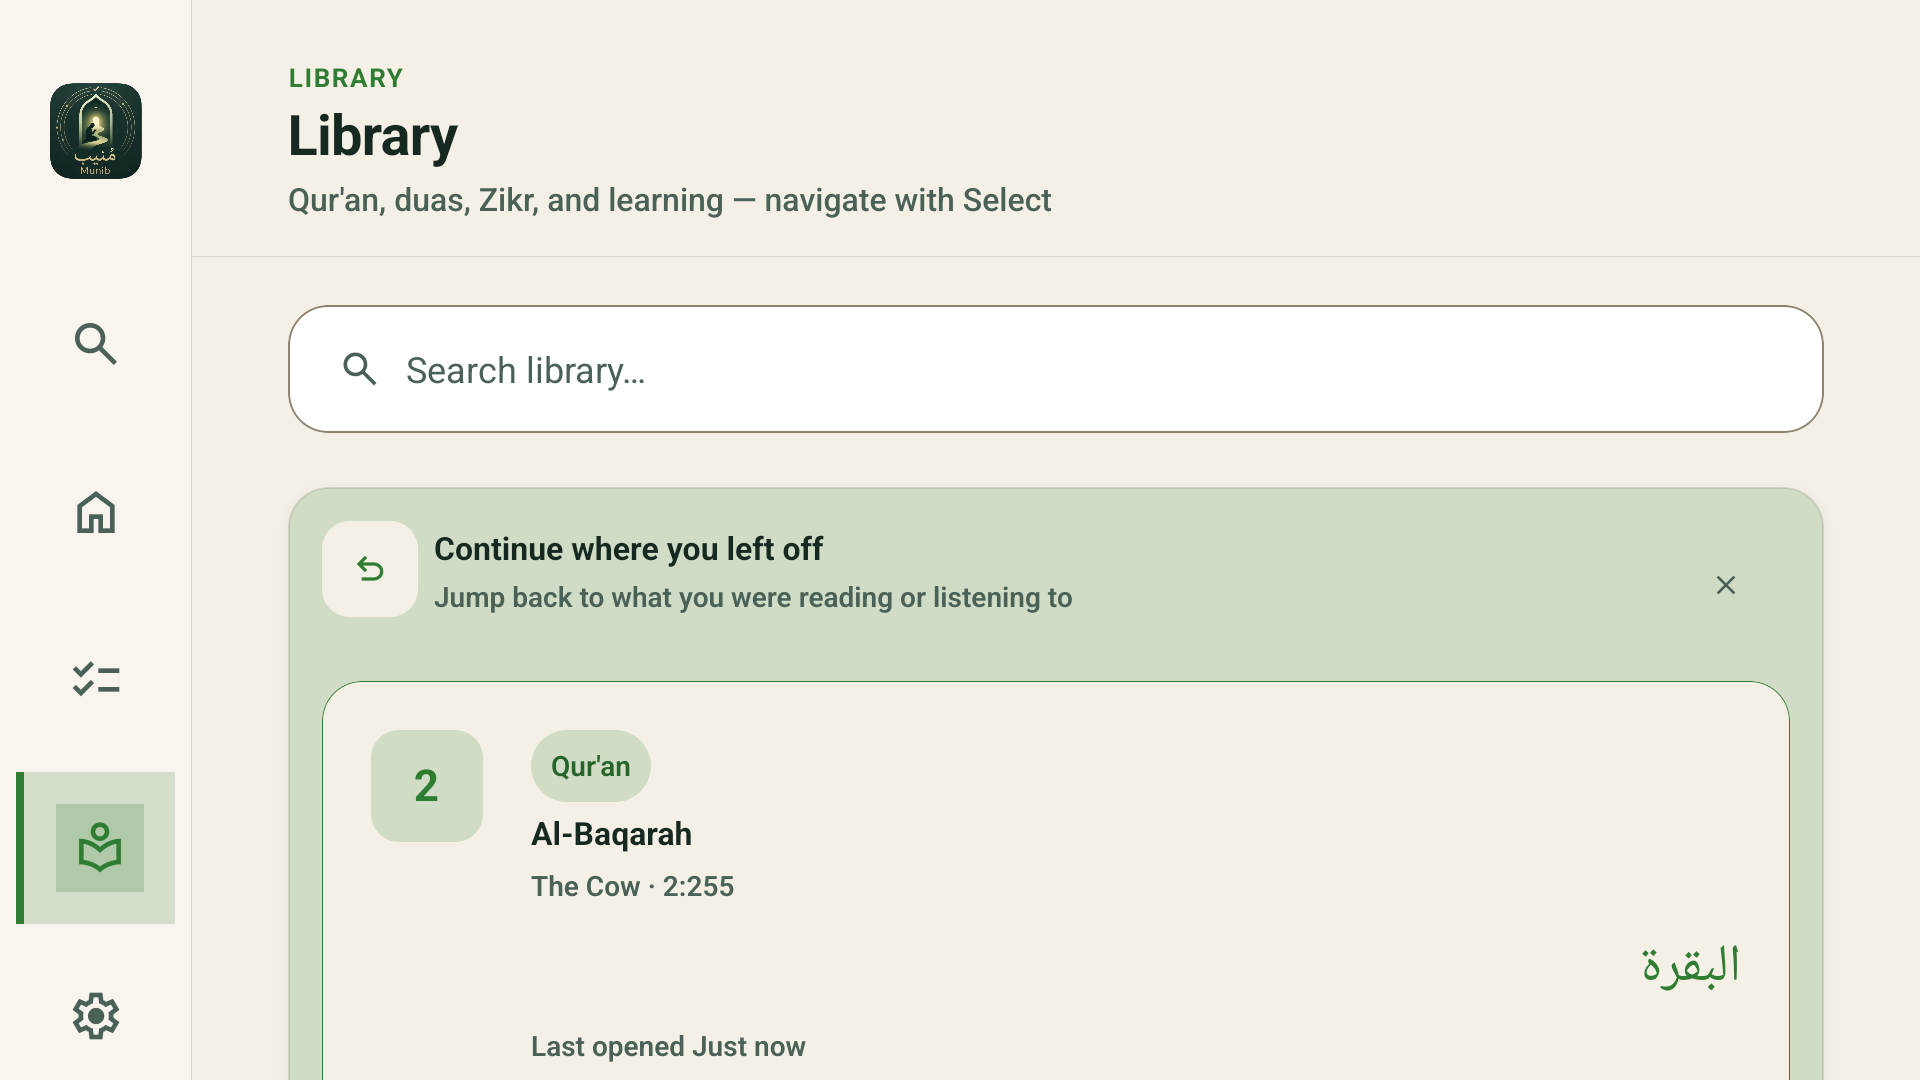 مُنيب
Munib
LIBRARY
Library
Qur'an, duas, Zikr, and learning — navigate with Select
Search library…
Continue where you left off
Jump back to what you were reading or listening to
2
Qur'an
Al-Baqarah
The Cow · 2:255
البقرة
Last opened Just now